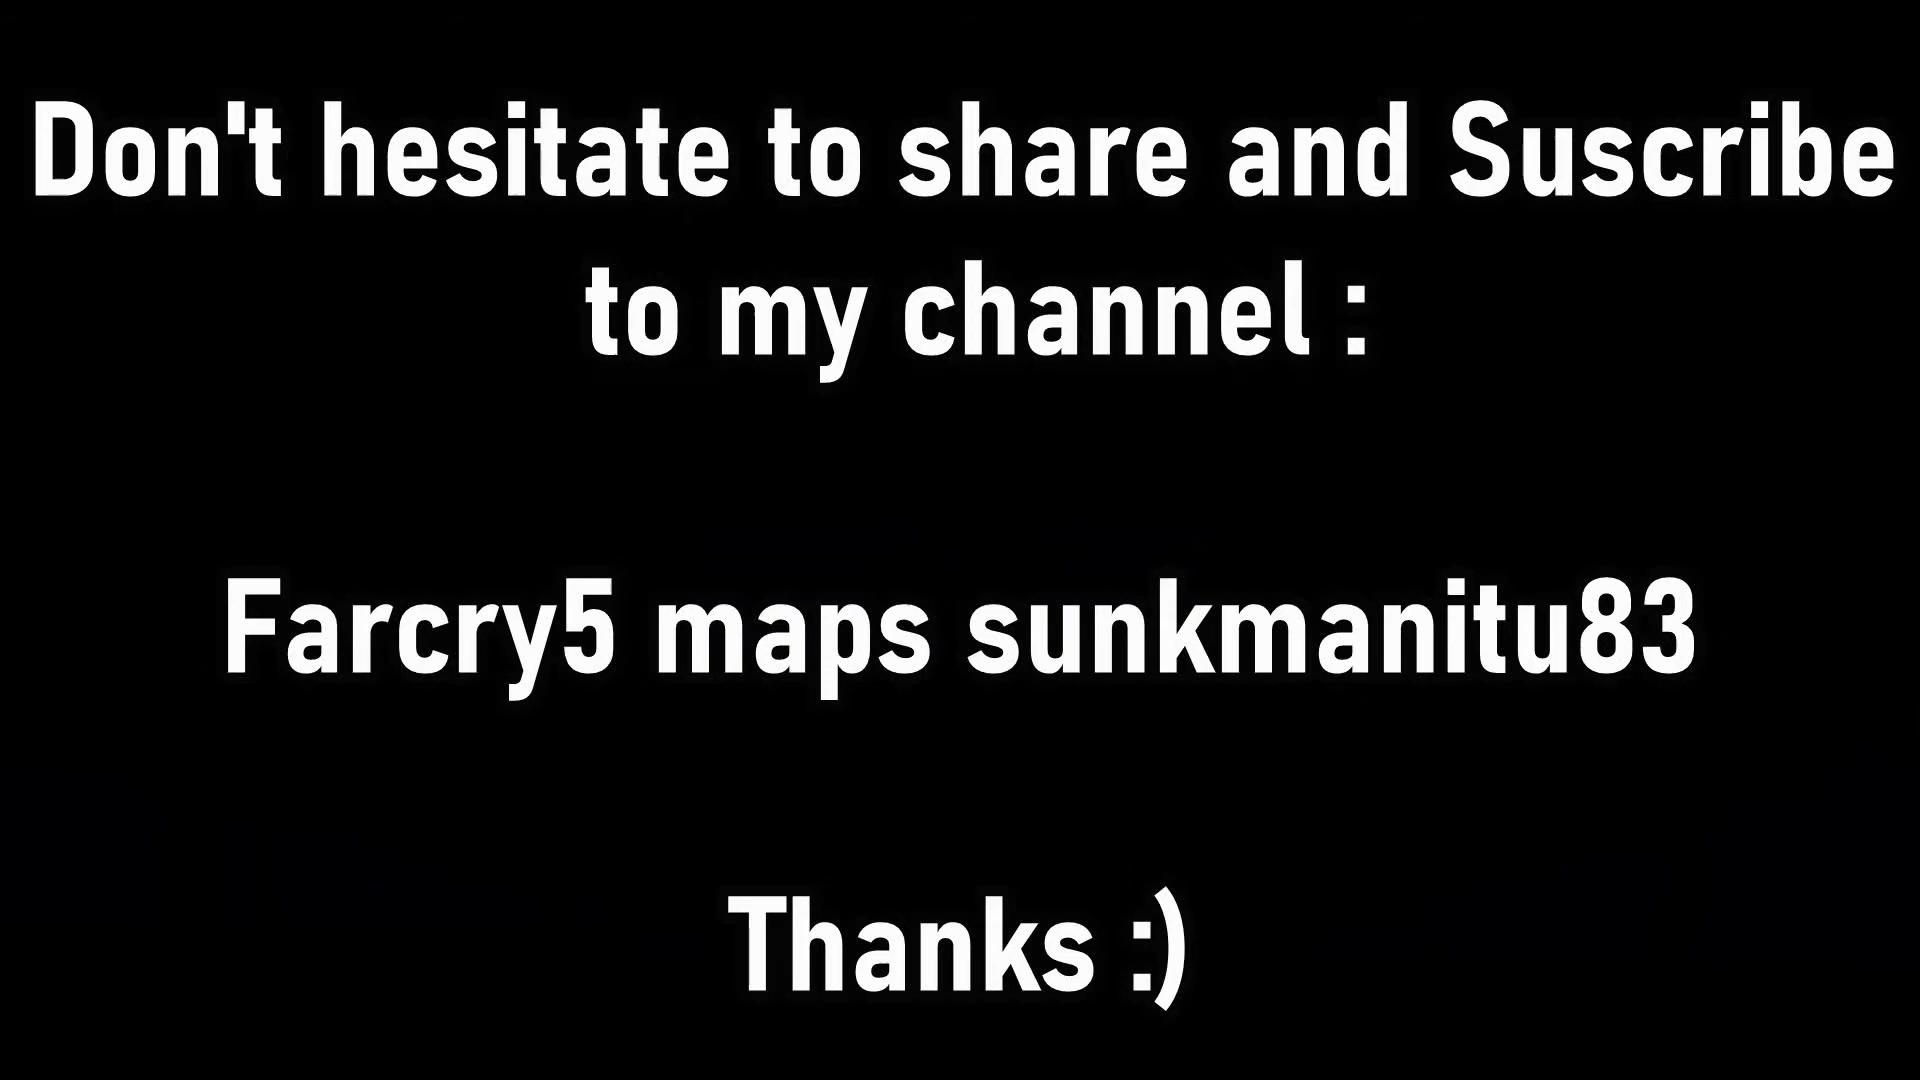 Don't hesitate to share and Suscribe
to my channel :
Farcry5 maps sunkmanitu83
Thanks :)